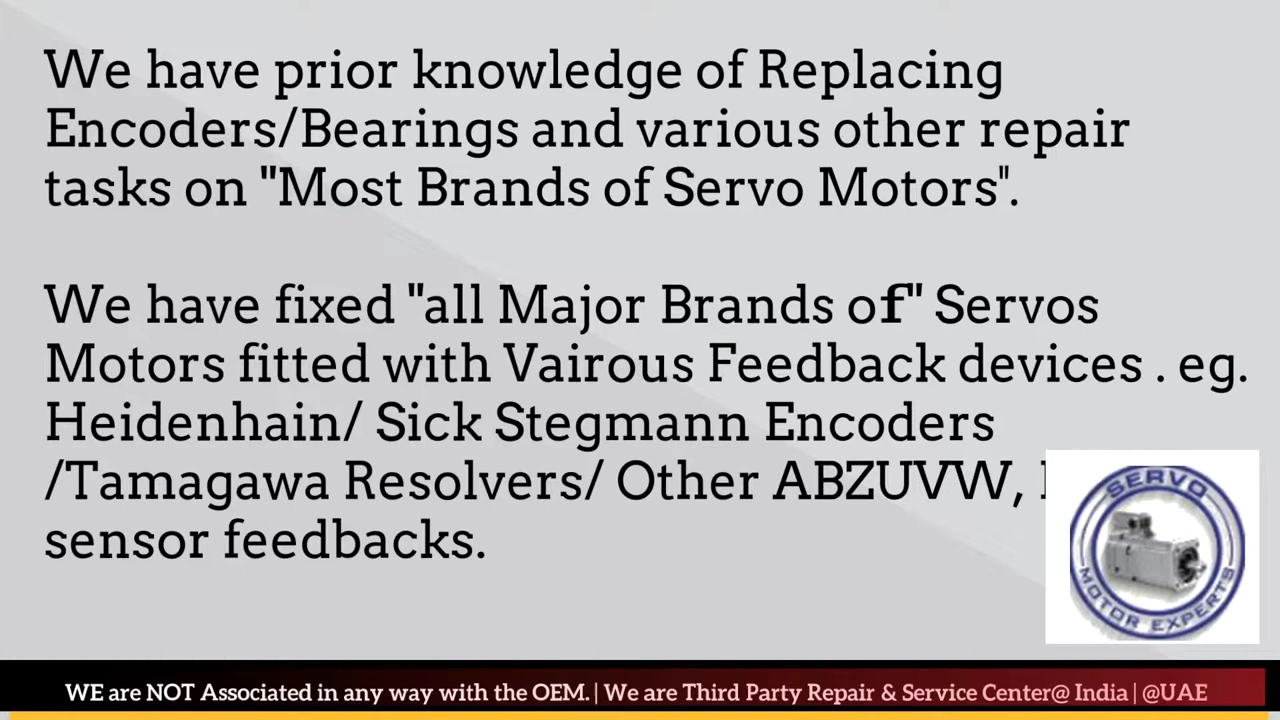 We have prior knowledge of Replacing
Encoders/Bearings and various other repair
tasks on "Most Brands of Servo Motors".
We have fixed "all Major Brands of" Servos
Motors fitted with Vairous Feedback devices . eg.
Heidenhain/ Sick Stegmann Encoders
/Tamagawa Resolvers/ Other ABZUVW,
sensor feedbacks.
SERVO
MOTOR EXPERTS
WE are NOT Associated in any way with the OEM. | We are Third Party Repair & Service Center@ India | @UAE